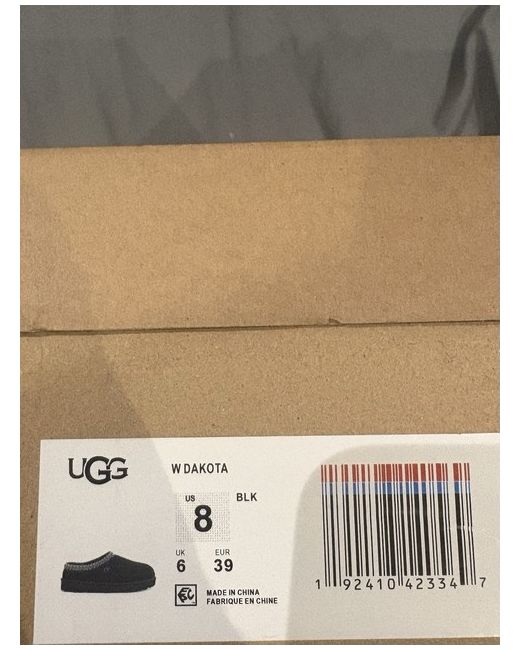 UGG
W DAKOTA
US
8
BLK
UK
6
EUR
39
MADE IN CHINA
FABRIQUE EN CHINE
1 92410 42334 7